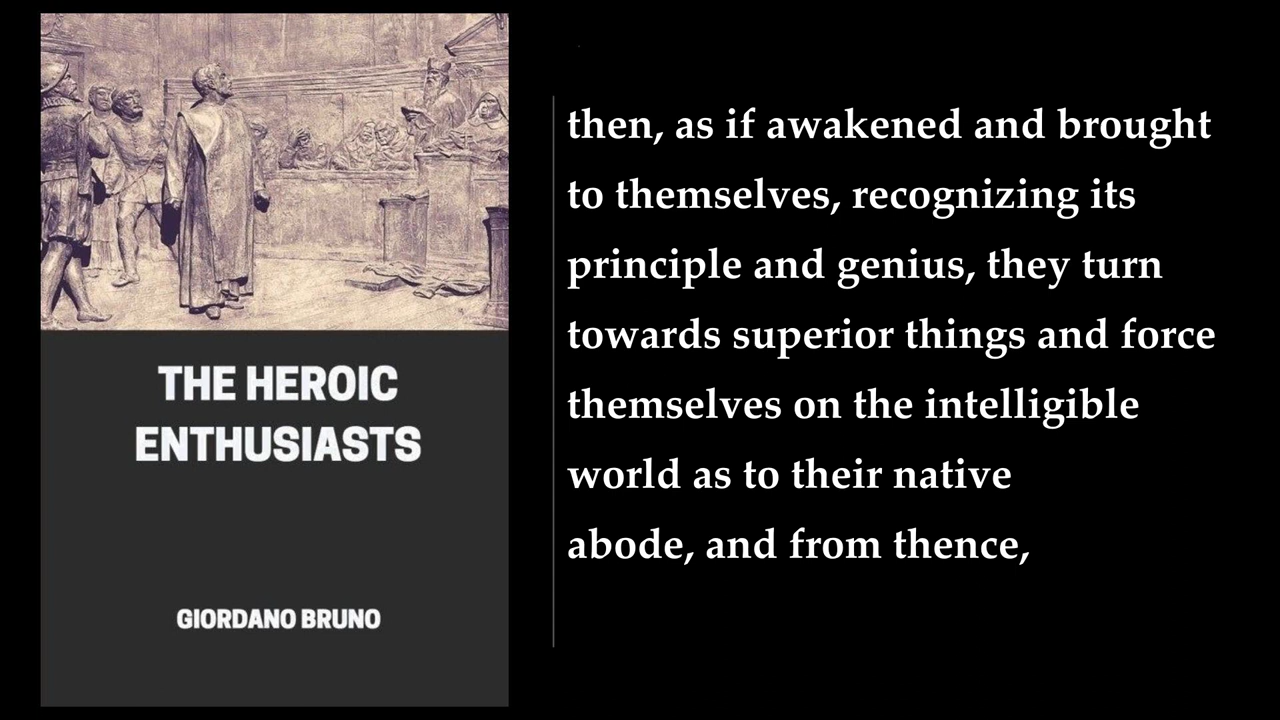 THE HEROIC
ENTHUSIASTS
GIORDANO BRUNO
then, as if awakened and brought
to themselves, recognizing its
principle and genius, they turn
towards superior things and force
themselves on the intelligible
world as to their native
abode, and from thence,